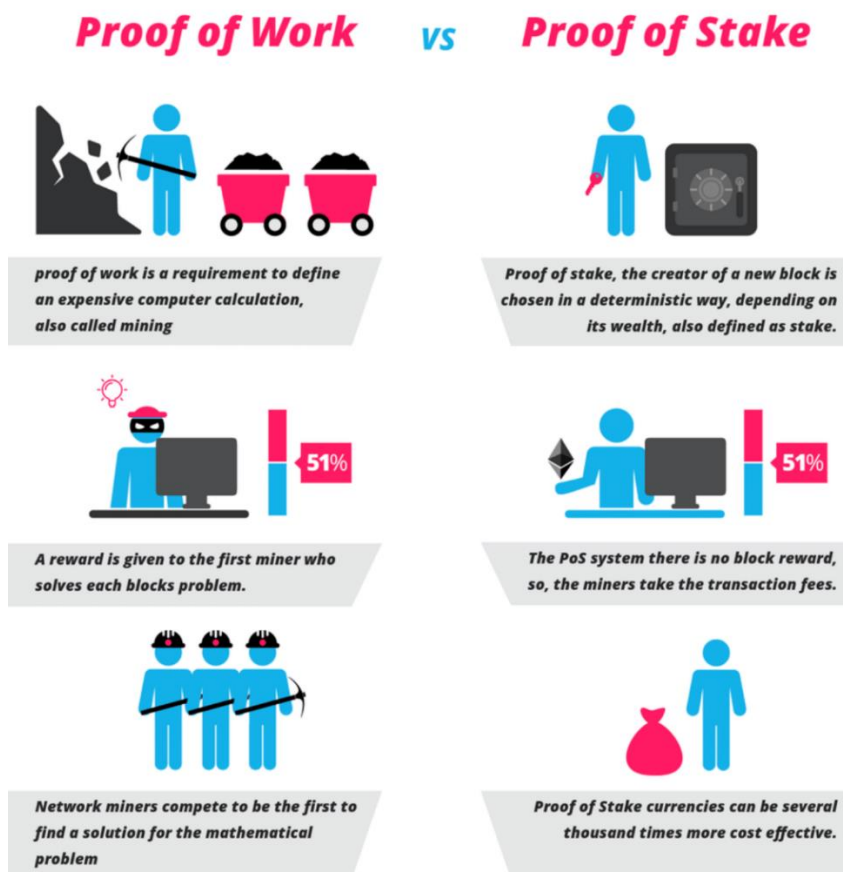 Proof of Work vs Proof of Stake
proof of work is a requirement to define
an expensive computer calculation,
also called mining
Proof of stake, the creator of a new block is
chosen in a deterministic way, depending on
its wealth, also defined as stake.
51%
51%
A reward is given to the first miner who
solves each blocks problem.
The PoS system there is no block reward,
so, the miners take the transaction fees.
Network miners compete to be the first to
find a solution for the mathematical
problem
Proof of Stake currencies can be several
thousand times more cost effective.